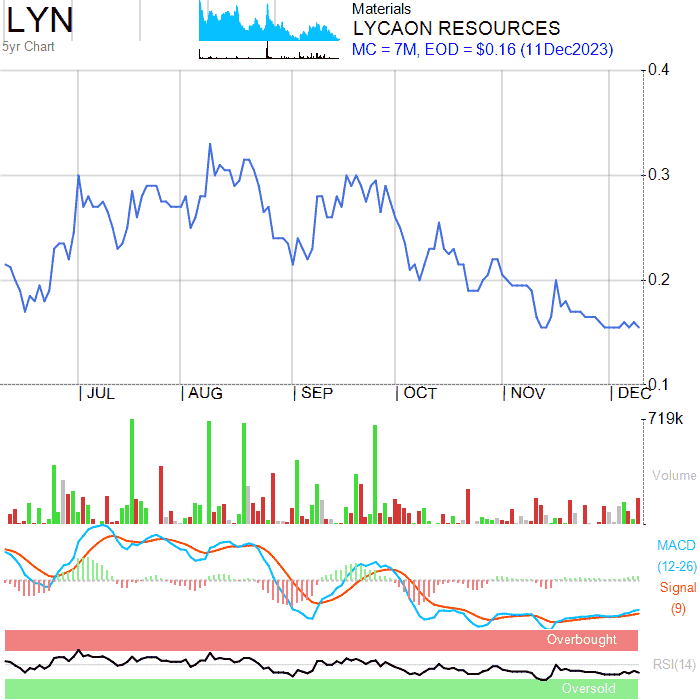 LYN
5yr Chart
Materials
LYCAON RESOURCES
MC = 7M, EOD = $0.16 (11Dec2023)
0.4
0.3
0.2
0.1
JUL
AUG
SEP
OCT
NOV
DEC
719k
Volume
MACD
(12-26)
Signal
(9)
Overbought
RSI(14)
Oversold